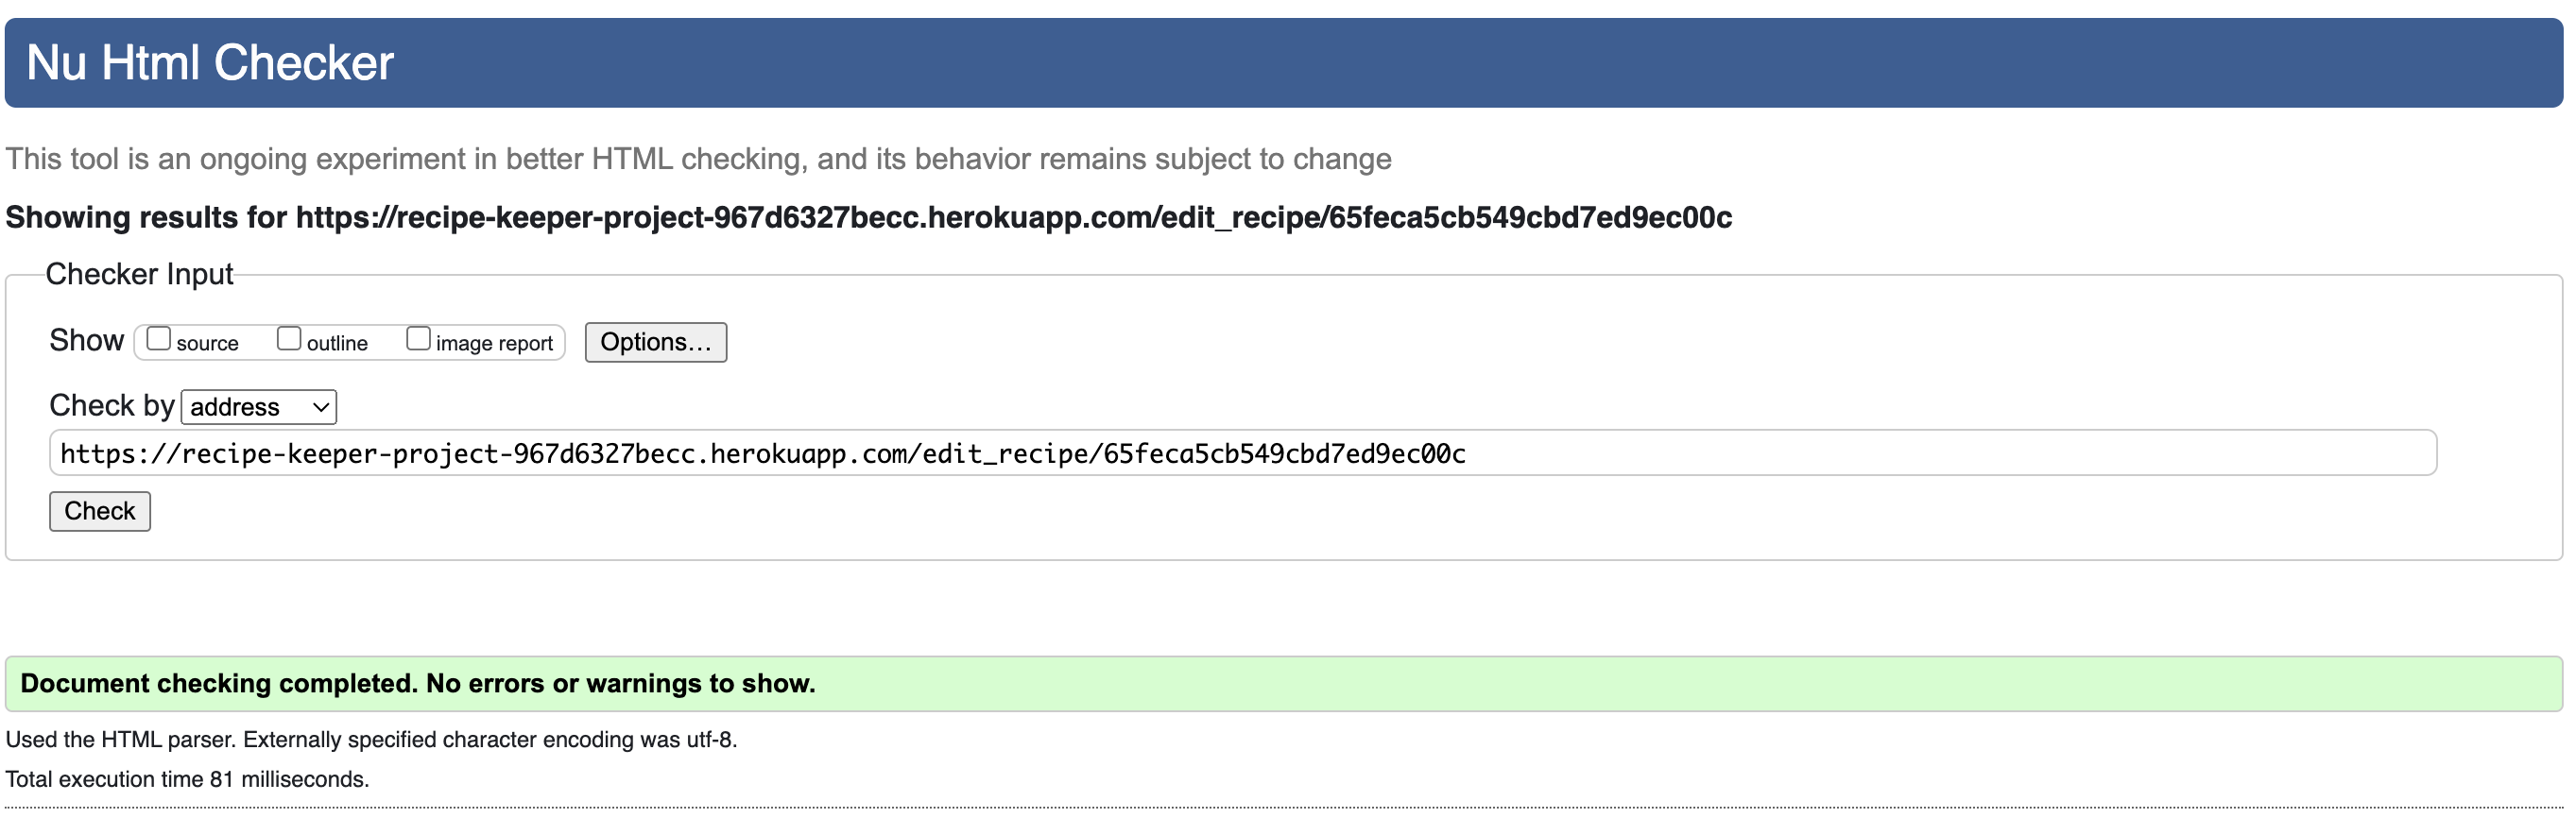 Nu Html Checker
This tool is an ongoing experiment in better HTML checking, and its behavior remains subject to change
Showing results for https://recipe-keeper-project-967d6327becc.herokuapp.com/edit_recipe/65feca5cb549cbd7ed9ec00c
Checker Input
Show source outline image report Options...
Check by address
https://recipe-keeper-project-967d6327becc.herokuapp.com/edit_recipe/65feca5cb549cbd7ed9ec00c
Check
Document checking completed. No errors or warnings to show.
Used the HTML parser. Externally specified character encoding was utf-8.
Total execution time 81 milliseconds.